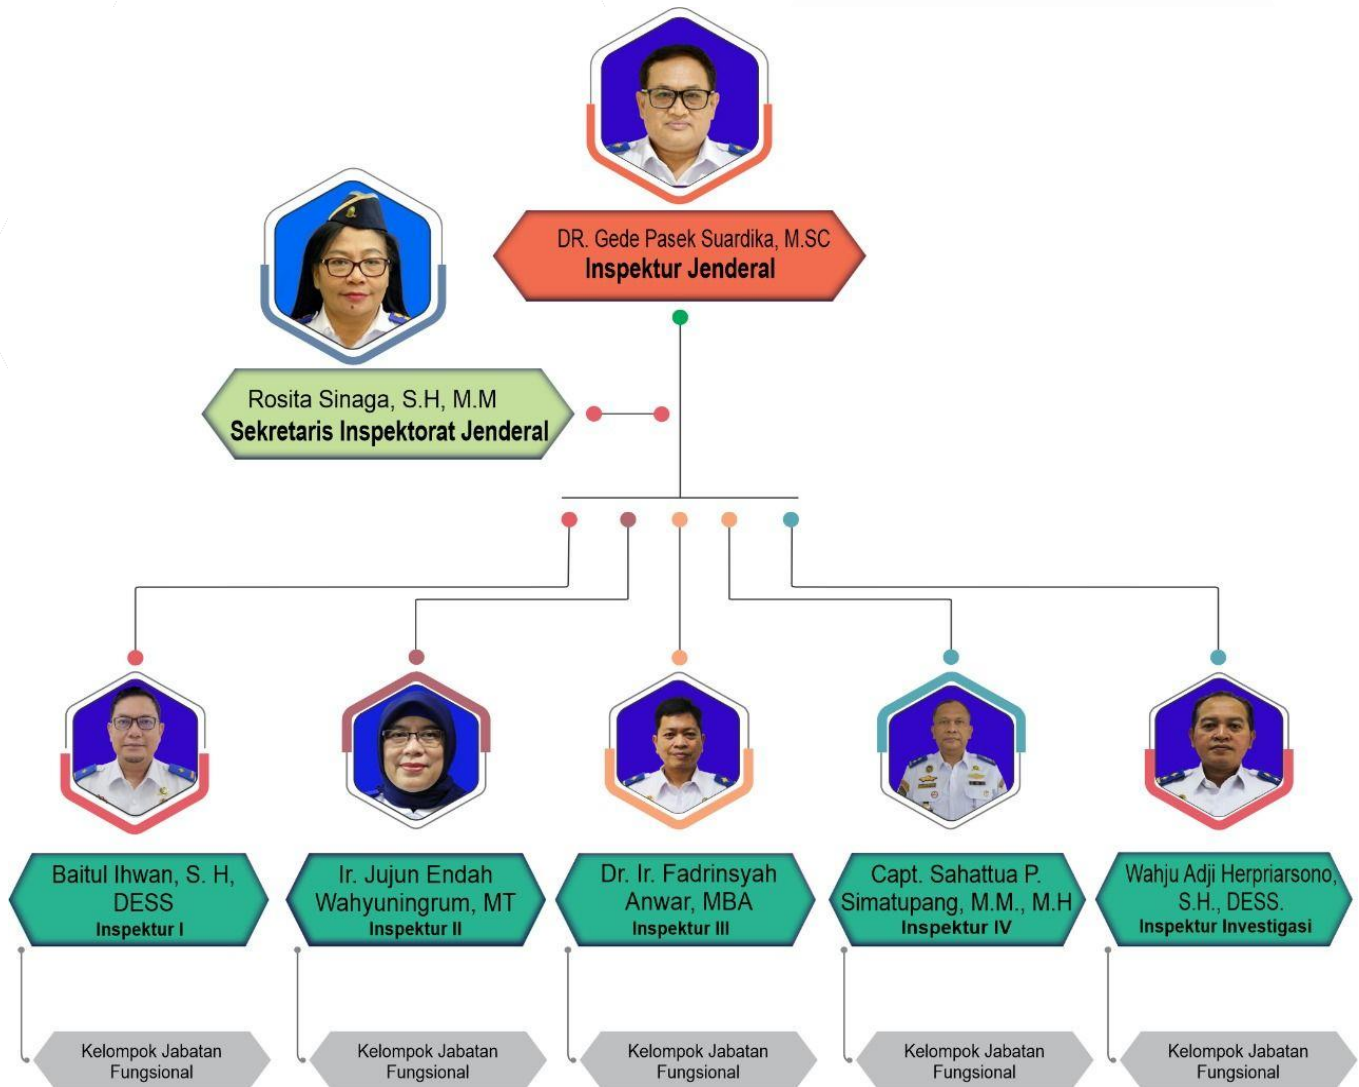 DR. Gede Pasek Suardika, M.SC
Inspektur Jenderal
Rosita Sinaga, S.H, M.M
Sekretaris Inspektorat Jenderal
Baitul Ihwan, S. H,
DESS
Inspektur I
Ir. Jujun Endah
Wahyuningrum, MT
Inspektur II
Dr. Ir. Fadrinsyah
Anwar, MBA
Inspektur III
Capt. Sahattua P.
Simatupang, M.M., M.H
Inspektur IV
Wahju Adji Herpriarsono,
S.H., DESS.
Inspektur Investigasi
Kelompok Jabatan
Fungsional
Kelompok Jabatan
Fungsional
Kelompok Jabatan
Fungsional
Kelompok Jabatan
Fungsional
Kelompok Jabatan
Fungsional